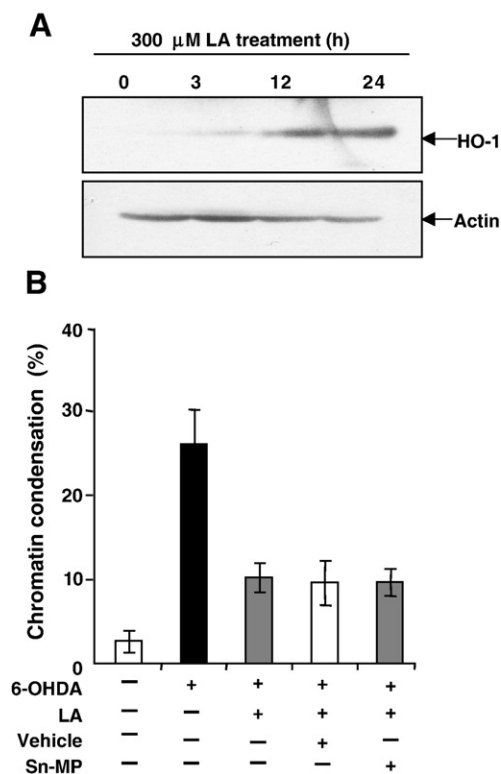 A
300 μM LA treatment (h)
0 3 12 24
HO-1
Actin
B
Chromatin condensation (%)
40
30
20
10
0
6-OHDA − + + + +
LA − − + + +
Vehicle − − − + −
Sn-MP − − − − +